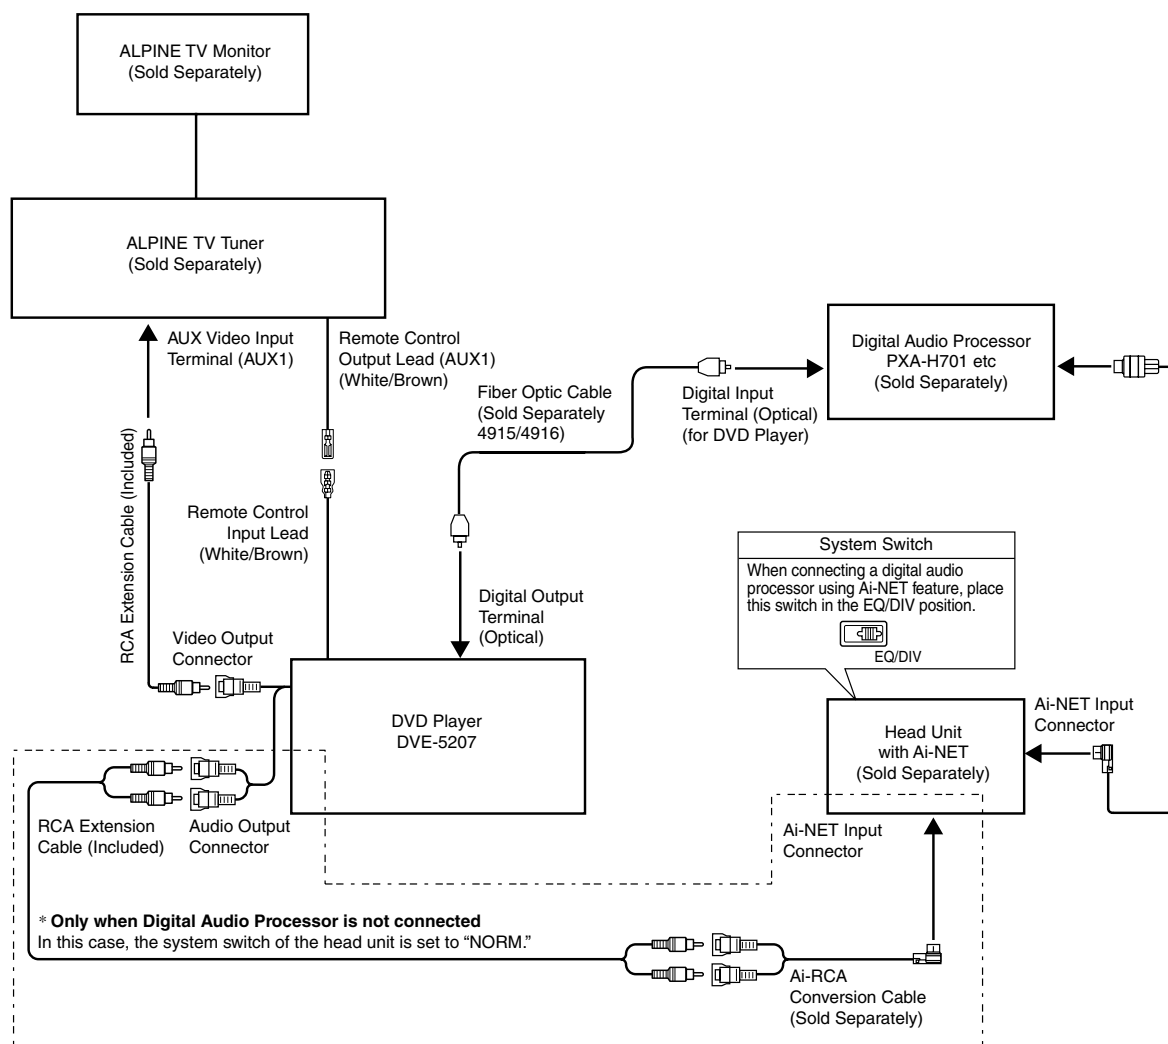 ALPINE TV Monitor
(Sold Separately)
ALPINE TV Tuner
(Sold Separately)
AUX Video Input
Terminal (AUX1)
Remote Control
Output Lead (AUX1)
(White/Brown)
Fiber Optic Cable
(Sold Separately
4915/4916)
Digital Input
Terminal (Optical)
(for DVD Player)
Digital Audio Processor
PXA-H701 etc
(Sold Separately)
RCA Extension Cable (Included)
Remote Control
Input Lead
(White/Brown)
Digital Output
Terminal
(Optical)
System Switch
When connecting a digital audio
processor using Ai-NET feature, place
this switch in the EQ/DIV position.
EQ/DIV
Video Output
Connector
DVD Player
DVE-5207
Head Unit
with Ai-NET
(Sold Separately)
Ai-NET Input
Connector
RCA Extension
Cable (Included)
Audio Output
Connector
Ai-NET Input
Connector
* Only when Digital Audio Processor is not connected
In this case, the system switch of the head unit is set to “NORM.”
Ai-RCA
Conversion Cable
(Sold Separately)